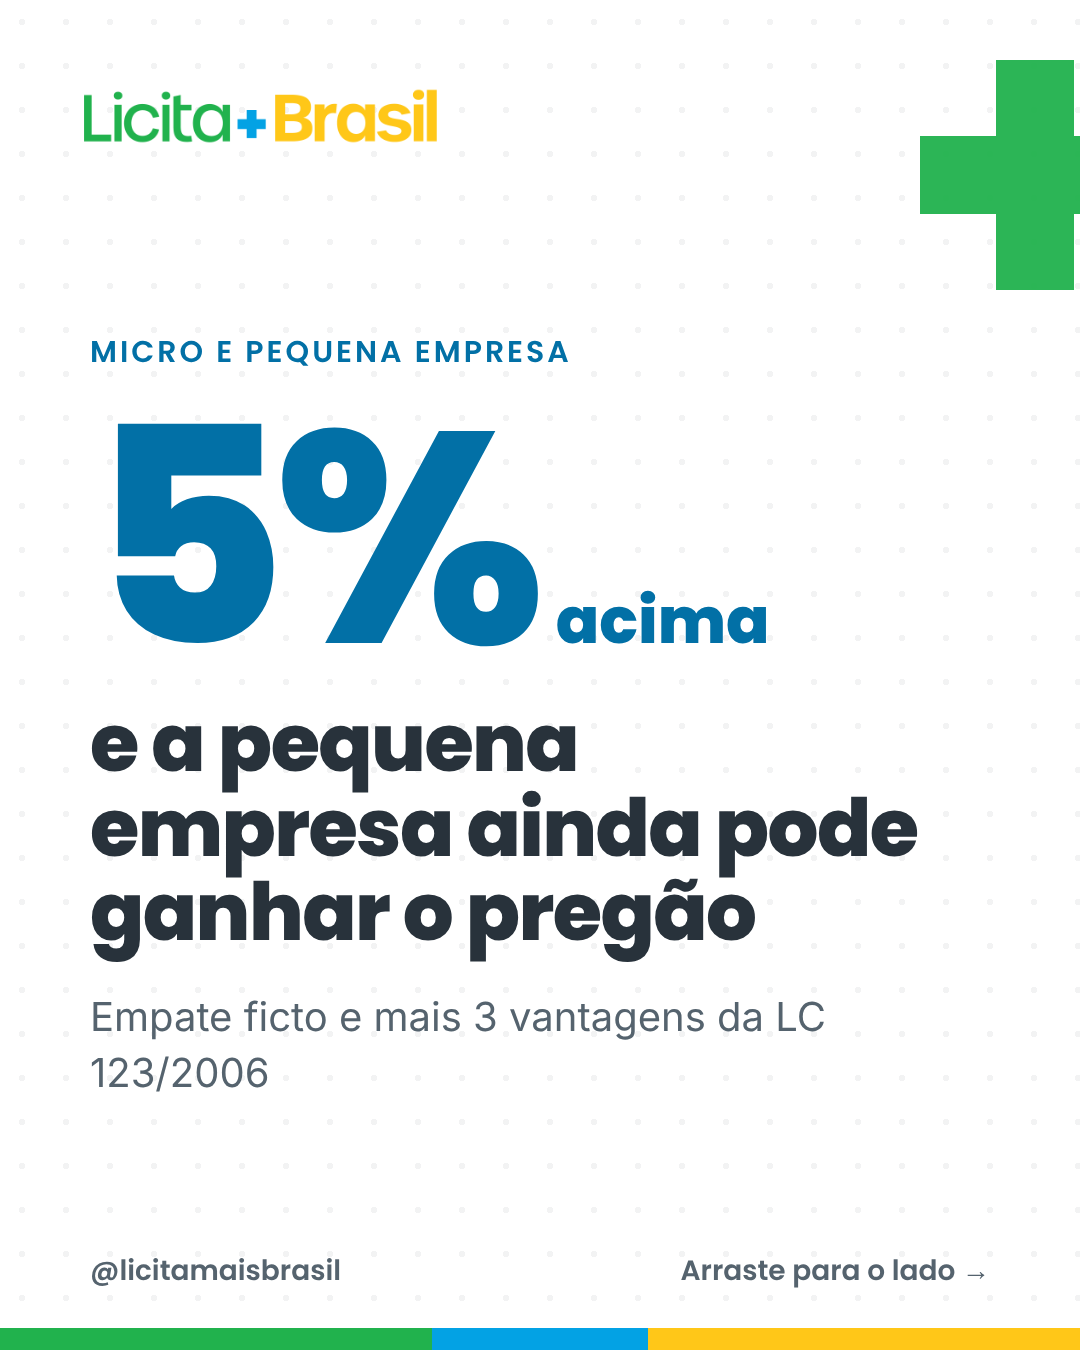 Licita+Brasil
MICRO E PEQUENA EMPRESA
5% acima
e a pequena
empresa ainda pode
ganhar o pregão
Empate ficto e mais 3 vantagens da LC
123/2006
@licitamaisbrasil
Arraste para o lado →